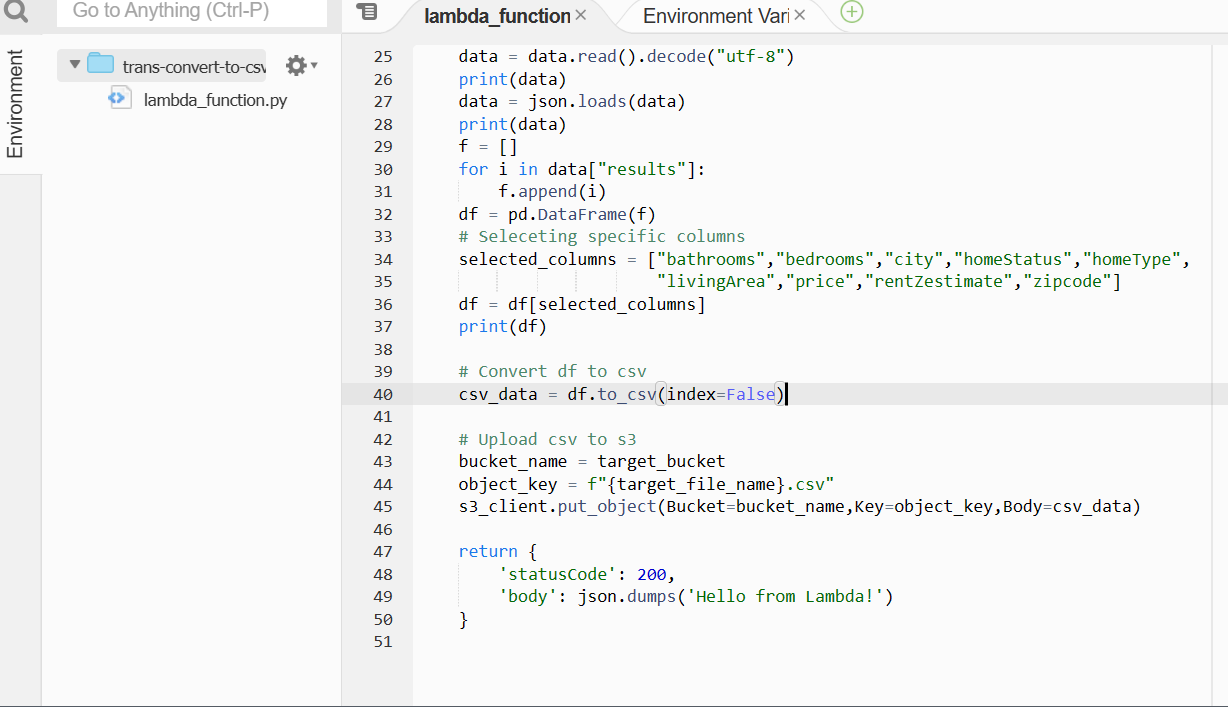 Go to Anything (Ctrl-P)
Environment
trans-convert-to-csv
lambda_function.py
lambda_function ×
Environment Vari ×
25 data = data.read().decode("utf-8")
26 print(data)
27 data = json.loads(data)
28 print(data)
29 f = []
30 for i in data["results"]:
31     f.append(i)
32 df = pd.DataFrame(f)
33 # Seleceting specific columns
34 selected_columns = ["bathrooms","bedrooms","city","homeStatus","homeType",
35                     "livingArea","price","rentZestimate","zipcode"]
36 df = df[selected_columns]
37 print(df)
38
39 # Convert df to csv
40 csv_data = df.to_csv(index=False)
41
42 # Upload csv to s3
43 bucket_name = target_bucket
44 object_key = f"{target_file_name}.csv"
45 s3_client.put_object(Bucket=bucket_name,Key=object_key,Body=csv_data)
46
47 return {
48     'statusCode': 200,
49     'body': json.dumps('Hello from Lambda!')
50 }
51